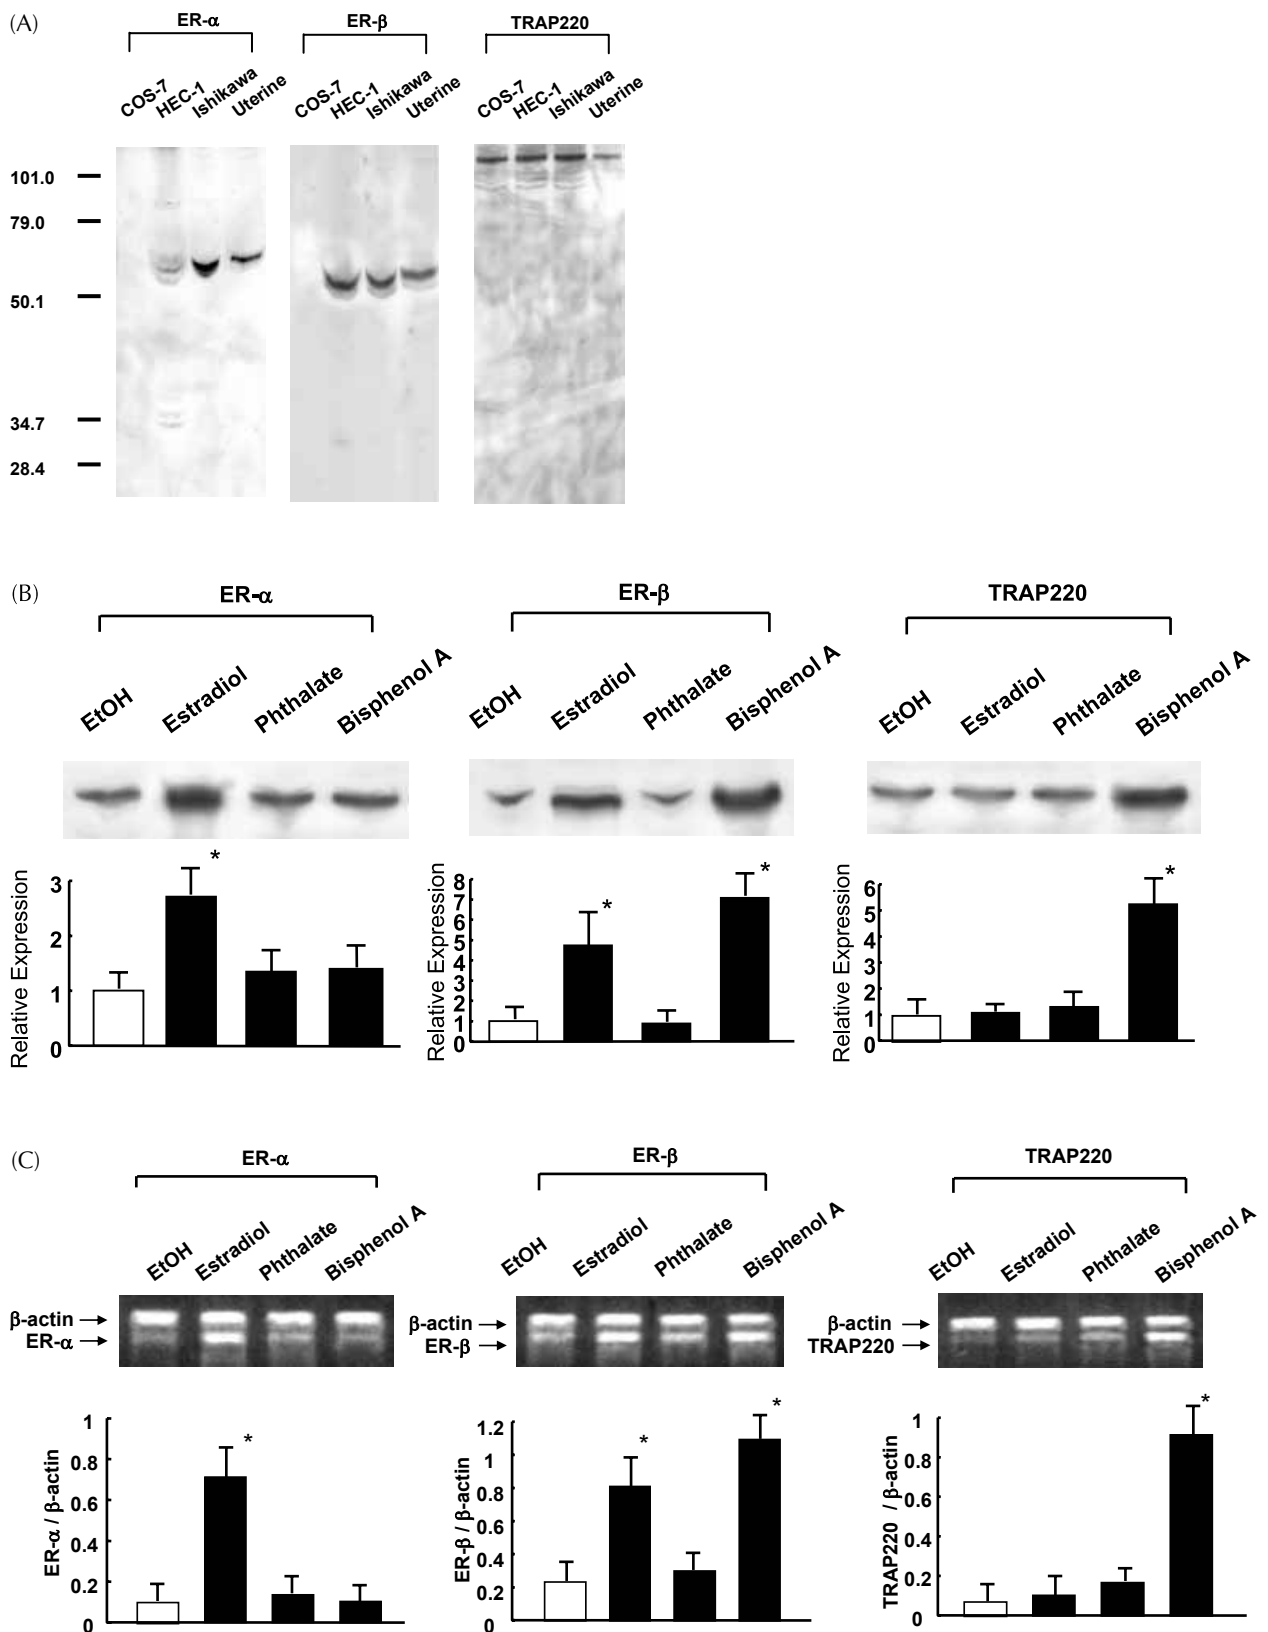 (A)
ER-α
ER-β
TRAP220
COS-7
HEC-1
Ishikawa
Uterine
COS-7
HEC-1
Ishikawa
Uterine
COS-7
HEC-1
Ishikawa
Uterine
101.0
79.0
50.1
34.7
28.4
(B)
ER-α
ER-β
TRAP220
EtOH
Estradiol
Phthalate
Bisphenol A
EtOH
Estradiol
Phthalate
Bisphenol A
EtOH
Estradiol
Phthalate
Bisphenol A
Relative Expression
3
2
1
0
*
Relative Expression
8
7
6
5
4
3
2
1
0
*
*
Relative Expression
6
5
4
3
2
1
0
*
(C)
ER-α
ER-β
TRAP220
EtOH
Estradiol
Phthalate
Bisphenol A
EtOH
Estradiol
Phthalate
Bisphenol A
EtOH
Estradiol
Phthalate
Bisphenol A
β-actin
ER-α
β-actin
ER-β
β-actin
TRAP220
ER-α / β-actin
1
0.8
0.6
0.4
0.2
0
*
ER-β / β-actin
1.2
1
0.8
0.6
0.4
0.2
0
*
*
TRAP220 / β-actin
1
0.8
0.6
0.4
0.2
0
*